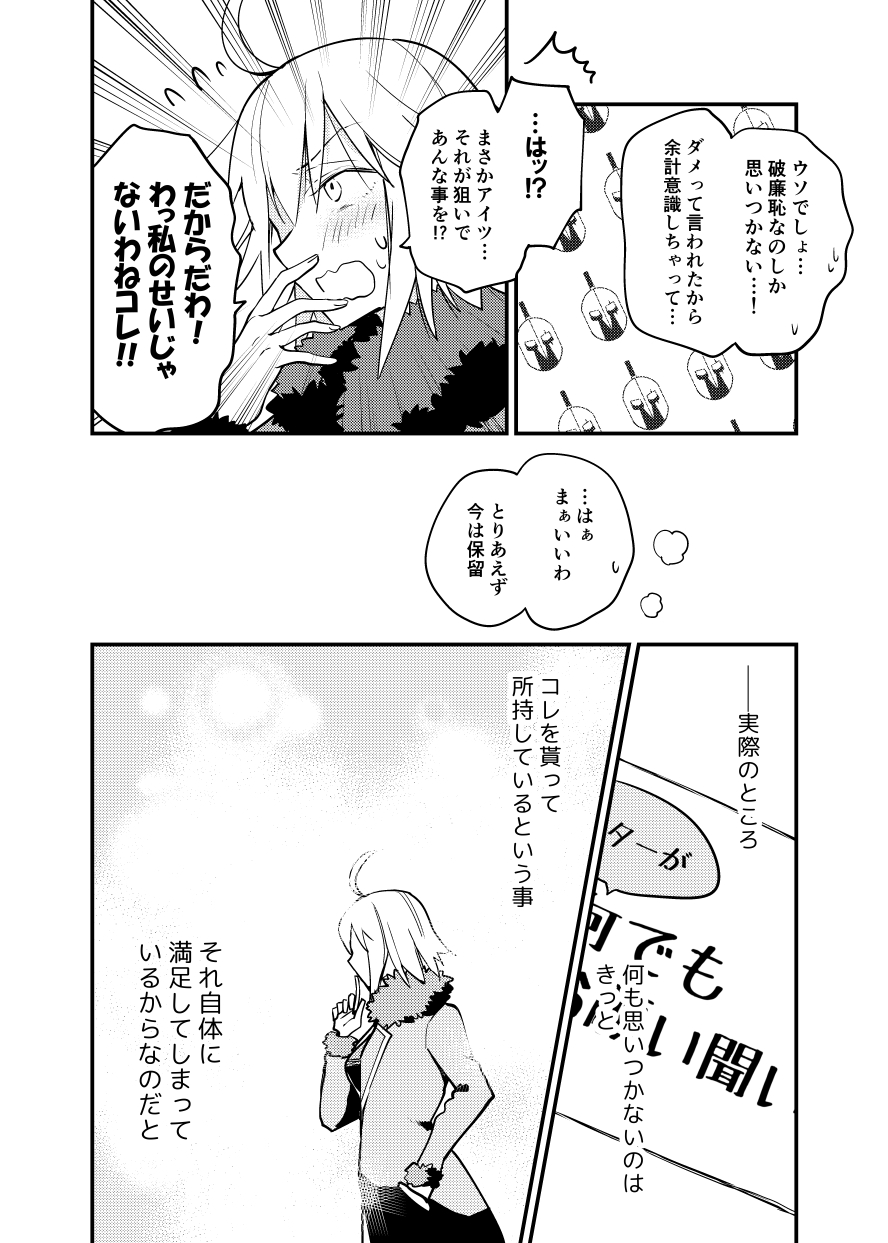 ウソでしょ…
破廉恥なのしか
思いつかない…!
ダメって言われたから
余計意識しちゃって…
…はッ!?
まさかアイツ…
それが狙いで
あんな事を!?
だからだわ!
わっ私のせいじゃ
ないわねコレ!!
…はぁ
まぁいいわ
とりあえず
今は保留
――実際のところ
ターが
何でも
い聞い
何も思いつかないのは
きっと
コレを貰って
所持しているという事
それ自体に
満足してしまって
いるからなのだと